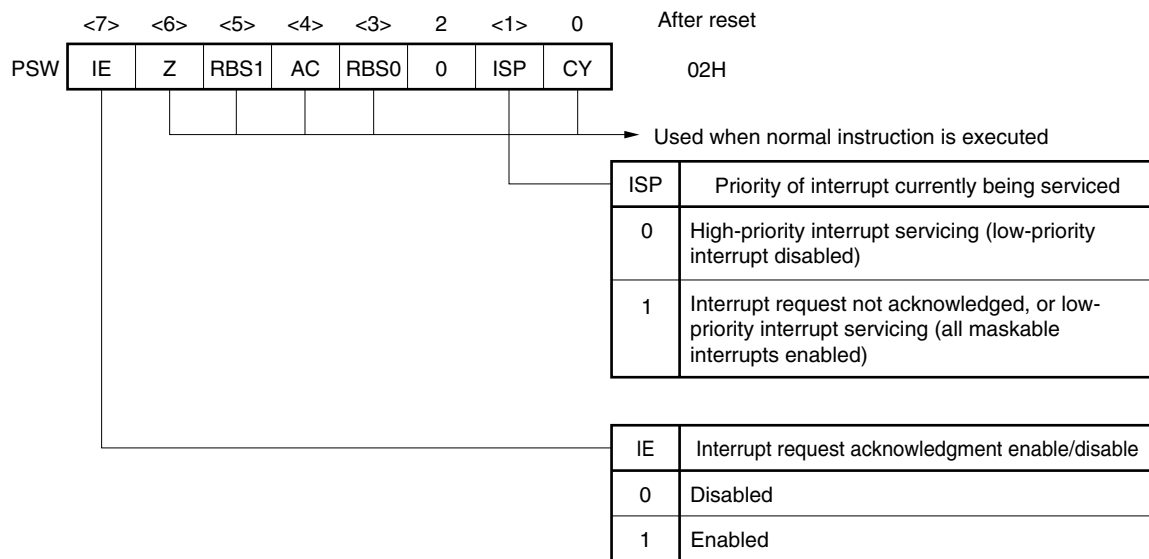 <7> <6> <5> <4> <3> 2 <1> 0 After reset
PSW IE Z RBS1 AC RBS0 0 ISP CY 02H
Used when normal instruction is executed
ISP Priority of interrupt currently being serviced
0 High-priority interrupt servicing (low-priority
interrupt disabled)
1 Interrupt request not acknowledged, or low-
priority interrupt servicing (all maskable
interrupts enabled)
IE Interrupt request acknowledgment enable/disable
0 Disabled
1 Enabled